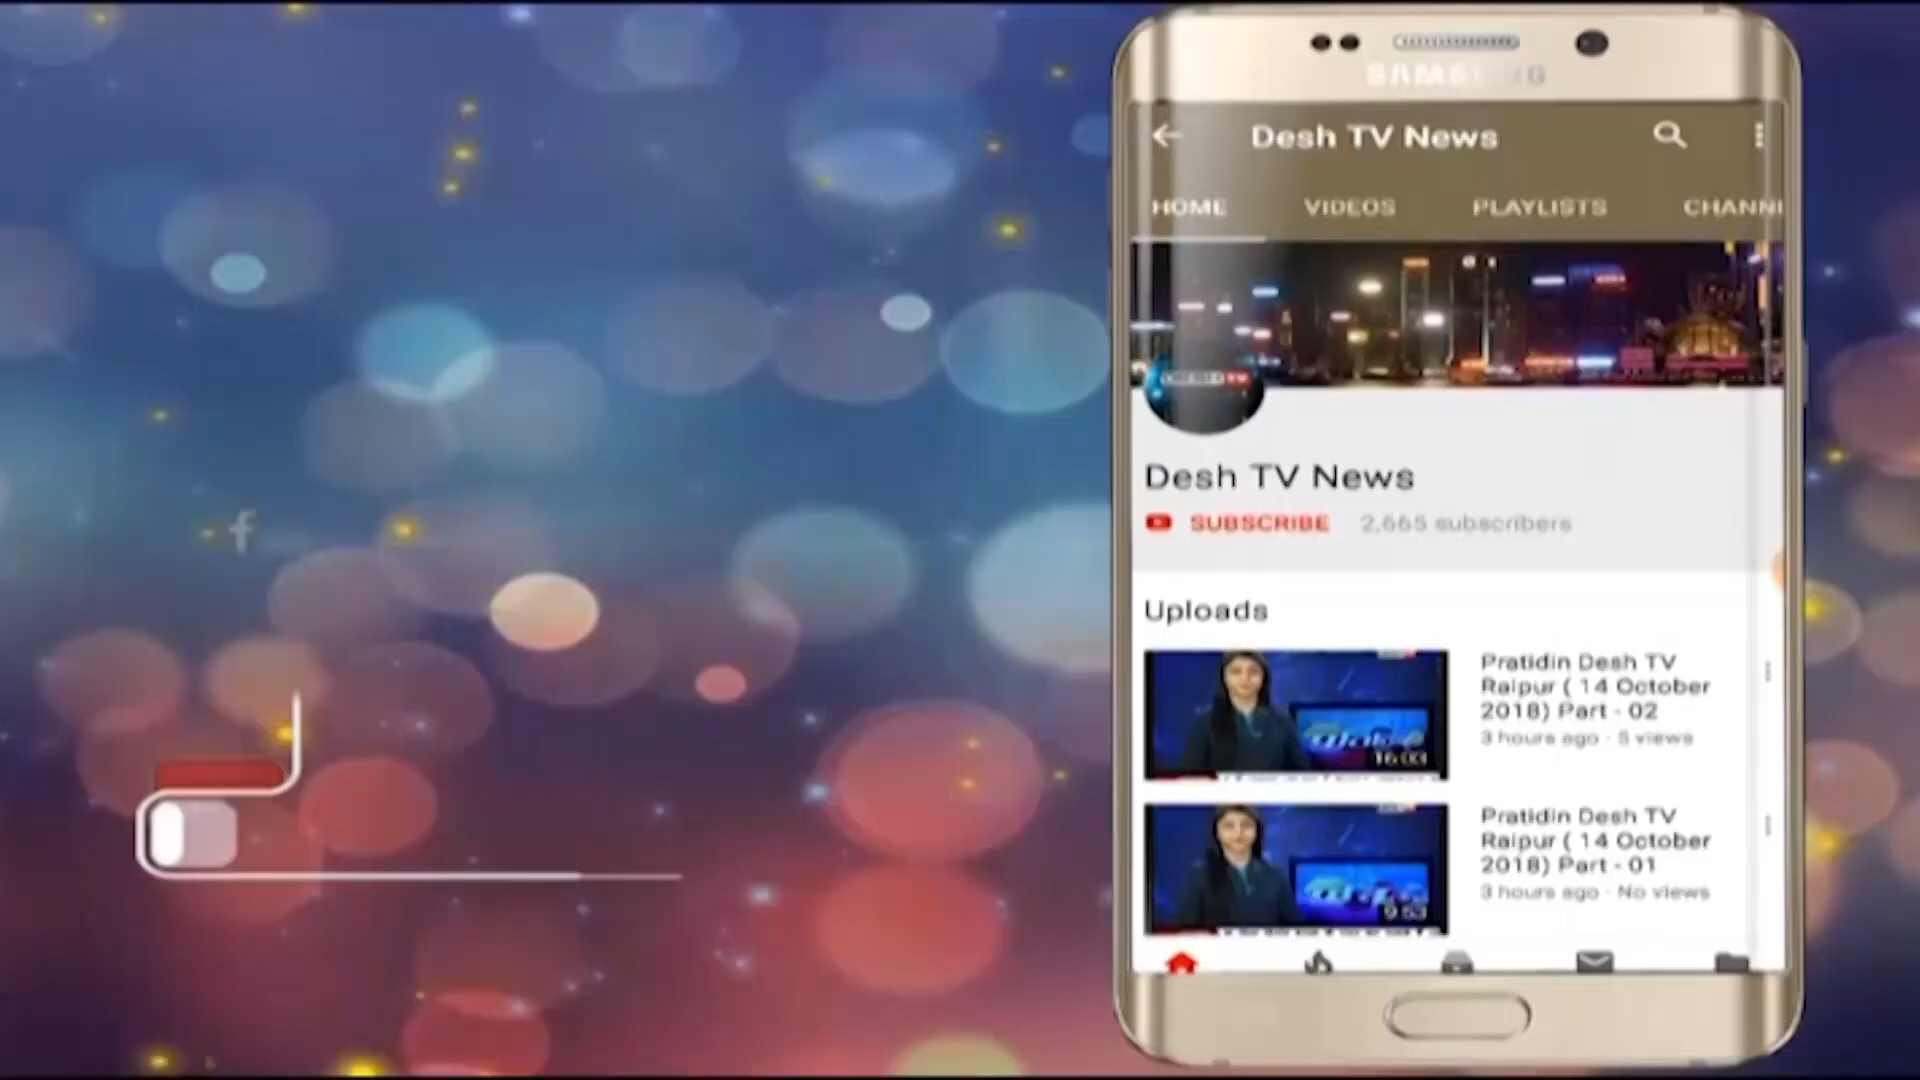 SAMSUNG
Desh TV News
HOME VIDEOS PLAYLISTS CHANNE
Desh TV News
SUBSCRIBE 2,665 subscribers
Uploads
Pratidin Desh TV
Raipur ( 14 October
2018) Part - 02
3 hours ago · 5 views
16:03
Pratidin Desh TV
Raipur ( 14 October
2018) Part - 01
3 hours ago · No views
9:53
f